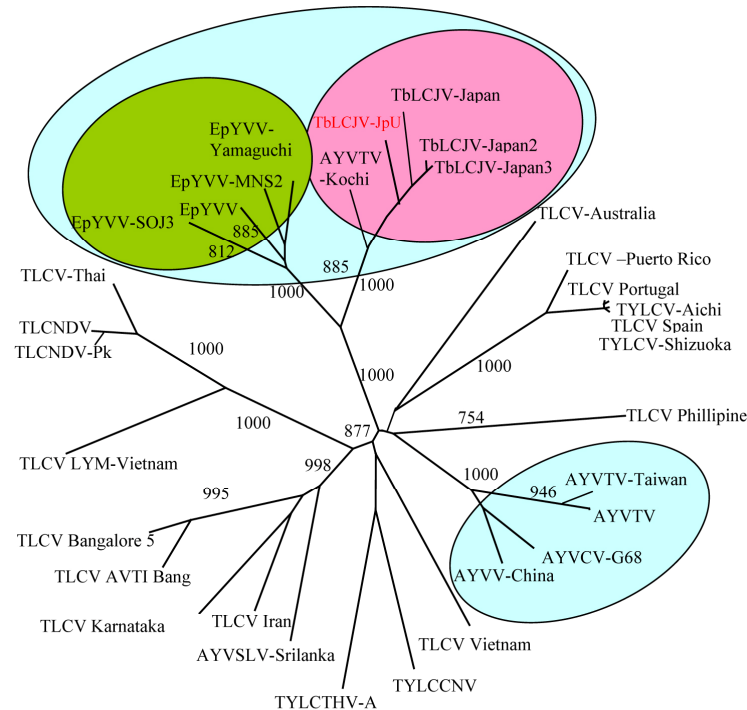 TbLCJV-Japan
TbLCJV-JpU
EpYVV-
Yamaguchi
TbLCJV-Japan2
AYVTV
-Kochi
TbLCJV-Japan3
EpYVV-MNS2
EpYVV
EpYVV-SOJ3
TLCV-Australia
885
812
885
1000
1000
TLCV –Puerto Rico
TLCV-Thai
TLCV Portugal
TYLCV-Aichi
TLCV Spain
TYLCV-Shizuoka
TLCNDV
TLCNDV-Pk
1000
1000
1000
1000
754
TLCV Phillipine
877
TLCV LYM-Vietnam
998
1000
AYVTV-Taiwan
995
946
AYVTV
TLCV Bangalore 5
AYVCV-G68
TLCV AVTI Bang
AYVV-China
TLCV Karnataka
TLCV Iran
TLCV Vietnam
AYVSLV-Srilanka
TYLCCNV
TYLCTHV-A